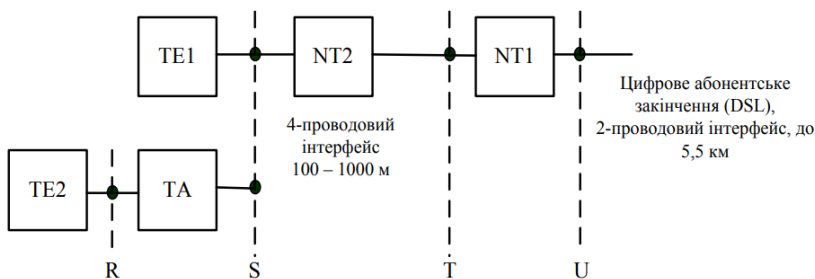 TE1
NT2
NT1
Цифрове абонентське
закінчення (DSL),
2-проводовий інтерфейс, до
5,5 км
4-проводовий
інтерфейс
100 – 1000 м
TE2
TA
R
S
T
U